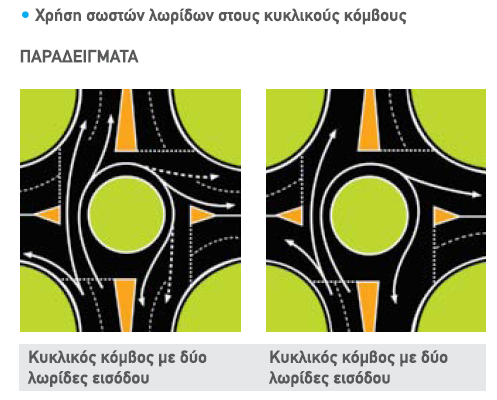 • Χρήση σωστών λωρίδων στους κυκλικούς κόμβους
ΠΑΡΑΔΕΙΓΜΑΤΑ
Κυκλικός κόμβος με δύο
λωρίδες εισόδου
Κυκλικός κόμβος με δύο
λωρίδες εισόδου